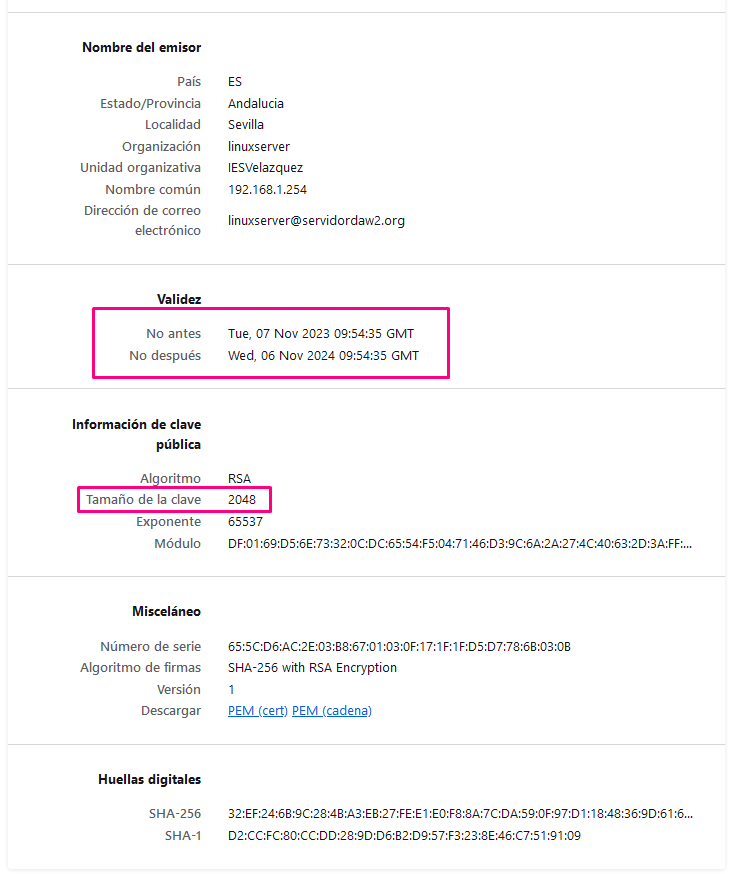 Nombre del emisor
País ES
Estado/Provincia Andalucia
Localidad Sevilla
Organización linuxserver
Unidad organizativa IESVelazquez
Nombre común 192.168.1.254
Dirección de correo
electrónico linuxserver@servidordaw2.org
Validez
No antes Tue, 07 Nov 2023 09:54:35 GMT
No después Wed, 06 Nov 2024 09:54:35 GMT
Información de clave
pública
Algoritmo RSA
Tamaño de la clave 2048
Exponente 65537
Módulo DF:01:69:D5:6E:73:32:0C:DC:65:54:F5:04:71:46:D3:9C:6A:2A:27:4C:40:63:2D:3A:FF:...
Misceláneo
Número de serie 65:5C:D6:AC:2E:03:B8:67:01:03:0F:17:1F:1F:D5:D7:78:6B:03:0B
Algoritmo de firmas SHA-256 with RSA Encryption
Versión 1
Descargar PEM (cert) PEM (cadena)
Huellas digitales
SHA-256 32:EF:24:6B:9C:28:4B:A3:EB:27:FE:E1:E0:F8:8A:7C:DA:59:0F:97:D1:18:48:36:9D:61:6...
SHA-1 D2:CC:FC:80:CC:DD:28:9D:D6:B2:D9:57:F3:23:8E:46:C7:51:91:09